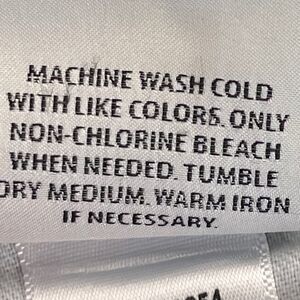 MACHINE WASH COLD
WITH LIKE COLORS. ONLY
NON-CHLORINE BLEACH
WHEN NEEDED. TUMBLE
DRY MEDIUM. WARM IRON
IF NECESSARY.